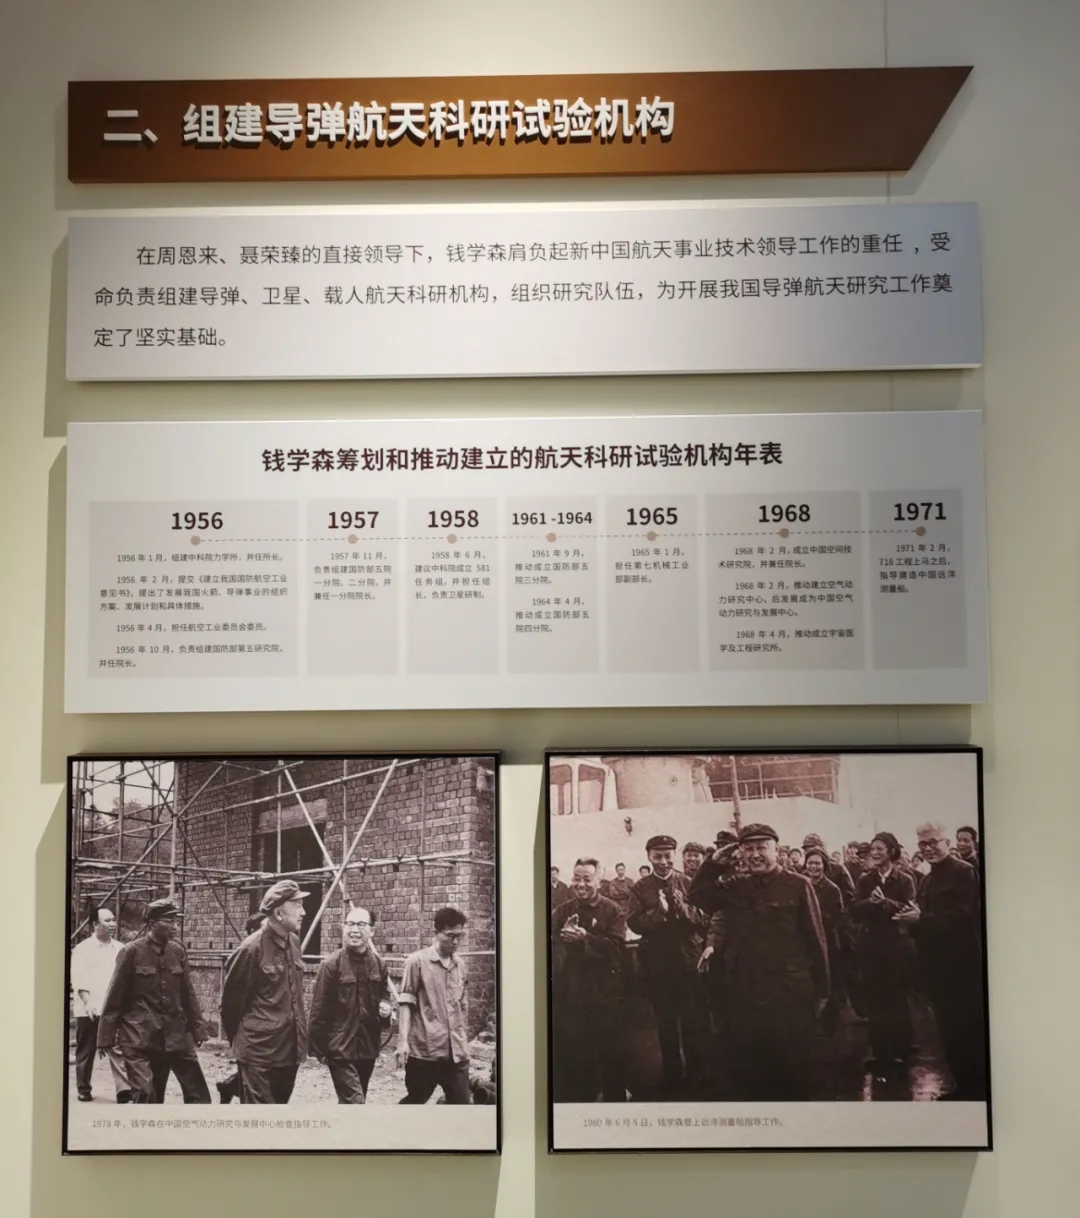 二、组建导弹航天科研试验机构
在周恩来、聂荣臻的直接领导下，钱学森肩负起新中国航天事业技术领导工作的重任，受
命负责组建导弹、卫星、载人航天科研机构，组织研究队伍，为开展我国导弹航天研究工作奠
定了坚实基础。
钱学森筹划和推动建立的航天科研试验机构年表
1956
1956 年 1 月，组建中科院力学所，并任所长。
1956 年 2 月，提交《建立我国国防航空工业
意见书》，提出了发展我国火箭、导弹事业的组织
方案、发展计划和具体措施。
1956 年 4 月，担任航空工业委员会委员。
1956 年 10 月，负责组建国防部第五研究院，
并任院长。
1957
1957 年 11 月，
负责组建国防部五院
一分院、二分院，并
兼任一分院院长。
1958
1958 年 6 月，
建议中科院成立 581
任务组，并担任组
长，负责卫星研制。
1961 -1964
1961 年 9 月，
推动成立国防部五
院三分院。
1964 年 4 月，
推动成立国防部五
院四分院。
1965
1965 年 1 月，
担任第七机械工业
部副部长。
1968
1968 年 2 月，成立中国空间技
术研究院，并兼任院长。
1968 年 2 月，推动建立空气动
力研究中心，后发展成为中国空气
动力研究与发展中心。
1968 年 4 月，推动成立宇宙医
学及工程研究所。
1971
1971 年 2 月，
718 工程上马之后，
指导建造中国远洋
测量船。
1978 年，钱学森在中国空气动力研究与发展中心检查指导工作。
1980 年 6 月 5 日，钱学森登上远洋测量船指导工作。